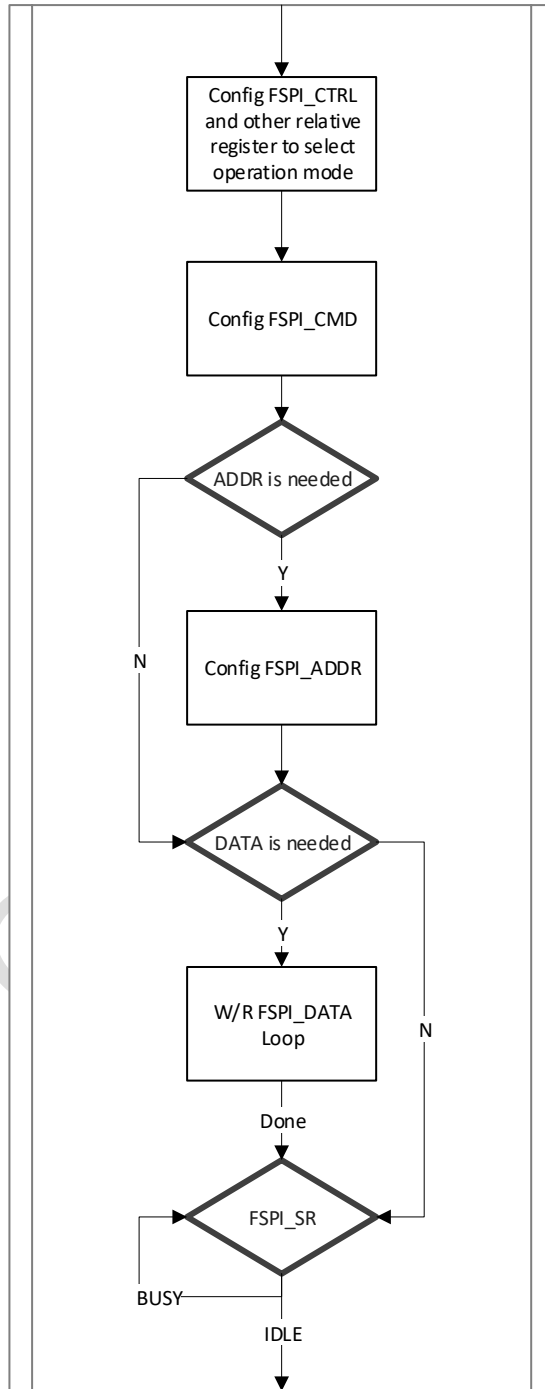 Config FSPI_CTRL
and other relative
register to select
operation mode
Config FSPI_CMD
ADDR is needed
Y
N
Config FSPI_ADDR
DATA is needed
Y
N
W/R FSPI_DATA
Loop
Done
FSPI_SR
BUSY
IDLE